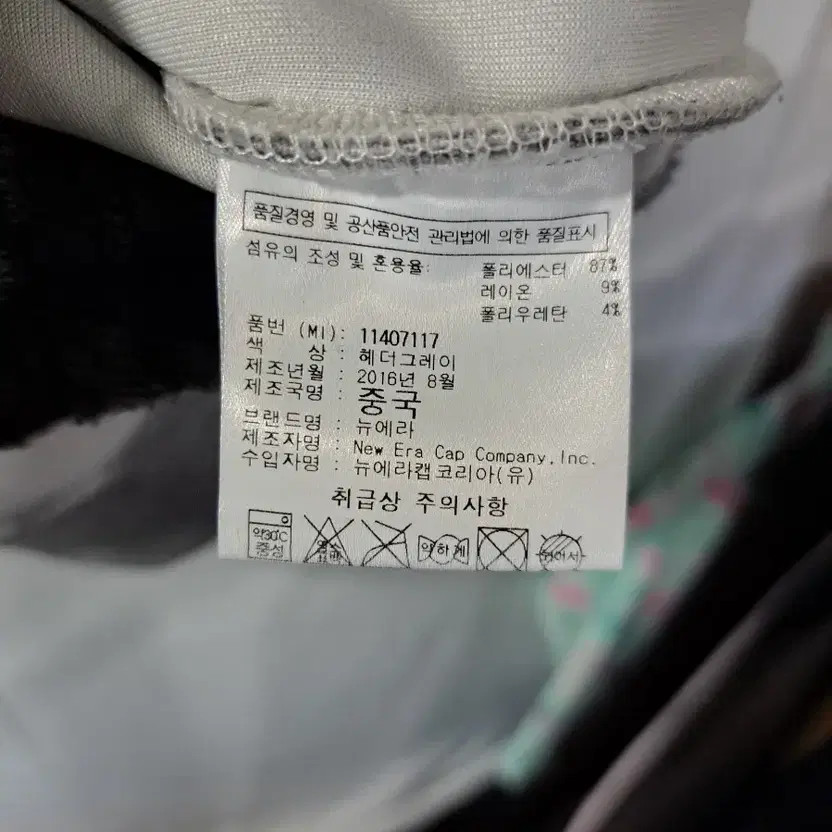 품질경영 및 공산품안전 관리법에 의한 품질표시
섬유의 조성 및 혼용율: 폴리에스터 87%
레이온 9%
폴리우레탄 4%
품번 (MI): 11407117
색 상 : 헤더그레이
제조년월 : 2016년 8월
제조국명 : 중국
브랜드명 : 뉴에라
제조자명 : New Era Cap Company,Inc.
수입자명 : 뉴에라캡코리아(유)
취급상 주의사항
약30℃ 약하게 뉘어서
중성